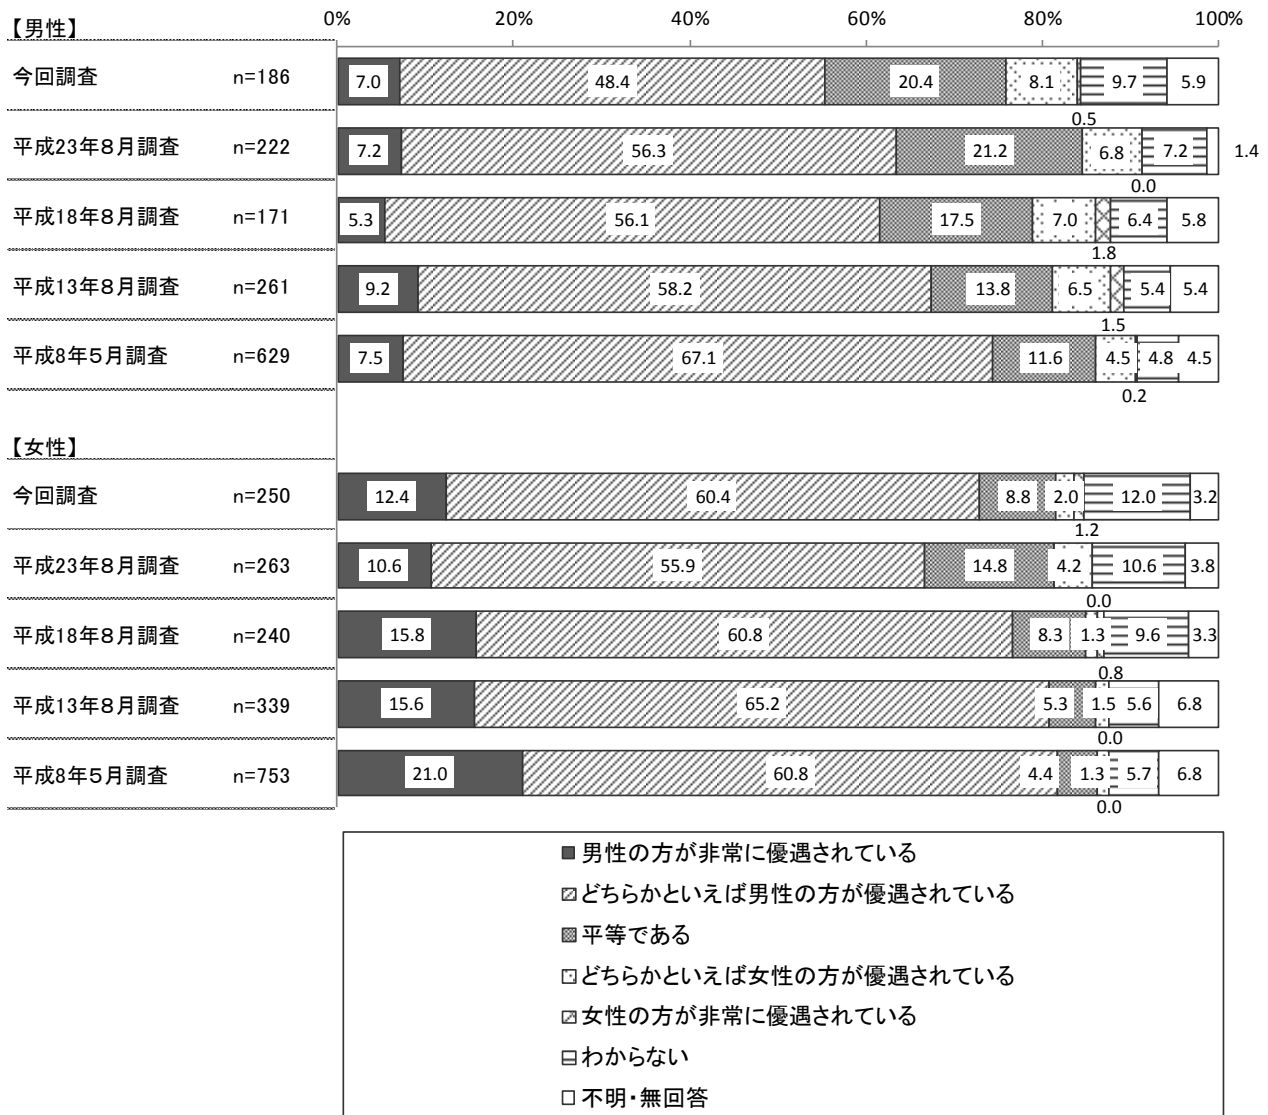 0% 20% 40% 60% 80% 100%
【男性】
今回調査 n=186 7.0 48.4 20.4 8.1 9.7 5.9
0.5
平成23年8月調査 n=222 7.2 56.3 21.2 6.8 7.2 1.4
0.0
平成18年8月調査 n=171 5.3 56.1 17.5 7.0 6.4 5.8
1.8
平成13年8月調査 n=261 9.2 58.2 13.8 6.5 5.4 5.4
1.5
平成8年5月調査 n=629 7.5 67.1 11.6 4.5 4.8 4.5
0.2
【女性】
今回調査 n=250 12.4 60.4 8.8 2.0 12.0 3.2
1.2
平成23年8月調査 n=263 10.6 55.9 14.8 4.2 10.6 3.8
0.0
平成18年8月調査 n=240 15.8 60.8 8.3 1.3 9.6 3.3
0.8
平成13年8月調査 n=339 15.6 65.2 5.3 1.5 5.6 6.8
0.0
平成8年5月調査 n=753 21.0 60.8 4.4 1.3 5.7 6.8
0.0
男性の方が非常に優遇されている
どちらかといえば男性の方が優遇されている
平等である
どちらかといえば女性の方が優遇されている
女性の方が非常に優遇されている
わからない
不明・無回答